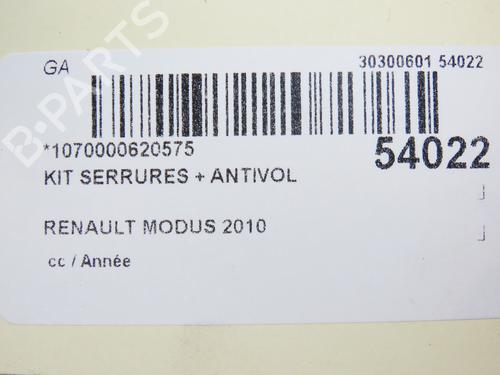 GA 30300601 54022
*1070000620575 54022
KIT SERRURES + ANTIVOL
RENAULT MODUS 2010
cc / Année
B-PARTS